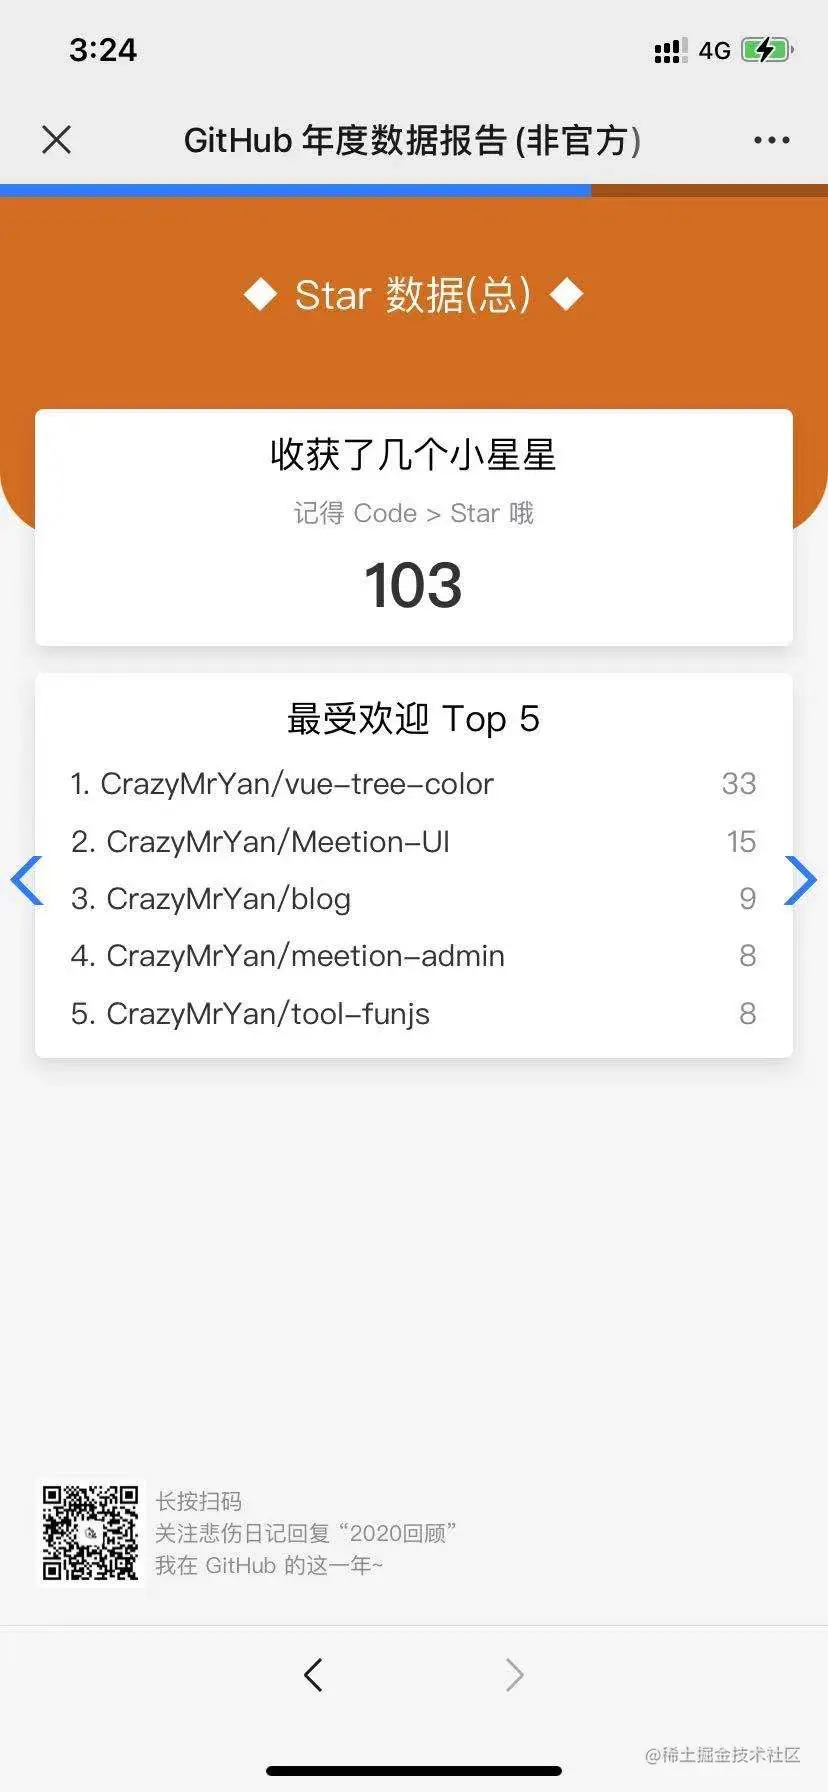 3:24
4G
GitHub 年度数据报告(非官方)
Star 数据(总)
收获了几个小星星
记得 Code > Star 哦
103
最受欢迎 Top 5
1. CrazyMrYan/vue-tree-color 33
2. CrazyMrYan/Meetion-UI 15
3. CrazyMrYan/blog 9
4. CrazyMrYan/meetion-admin 8
5. CrazyMrYan/tool-funjs 8
长按扫码
关注悲伤日记回复 “2020回顾”
我在 GitHub 的这一年~
@稀土掘金技术社区